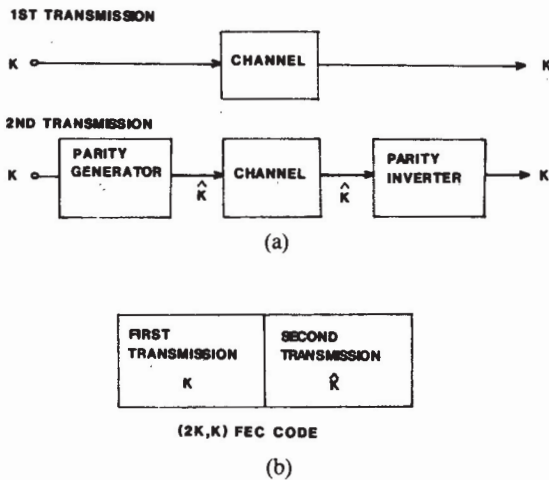 1ST TRANSMISSION
K
CHANNEL
K
2ND TRANSMISSION
K
PARITY
GENERATOR
K̂
CHANNEL
K̂
PARITY
INVERTER
K
(a)
FIRST
TRANSMISSION
K
SECOND
TRANSMISSION
K̂
(2K,K) FEC CODE
(b)